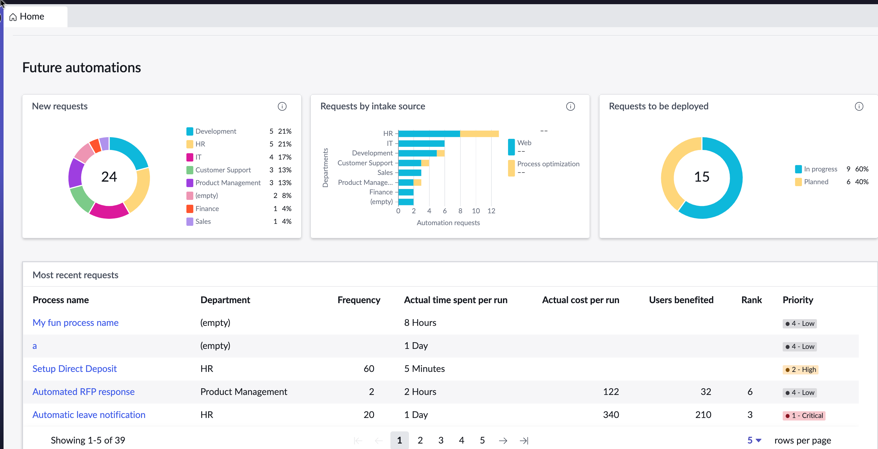 Home
Future automations
New requests
24
Development 5 21%
HR 5 21%
IT 4 17%
Customer Support 3 13%
Product Management 3 13%
(empty) 2 8%
Finance 1 4%
Sales 1 4%
Requests by intake source
Departments
HR
IT
Development
Customer Support
Sales
Product Manage...
Finance
(empty)
0 2 4 6 8 10 12
Automation requests
--
Web
--
Process optimization
--
Requests to be deployed
15
In progress 9 60%
Planned 6 40%
Most recent requests
Process name Department Frequency Actual time spent per run Actual cost per run Users benefited Rank Priority
My fun process name (empty) 8 Hours 4 - Low
a (empty) 1 Day 4 - Low
Setup Direct Deposit HR 60 5 Minutes 2 - High
Automated RFP response Product Management 2 2 Hours 122 32 6 4 - Low
Automatic leave notification HR 20 1 Day 340 210 3 1 - Critical
Showing 1-5 of 39 1 2 3 4 5 5 rows per page